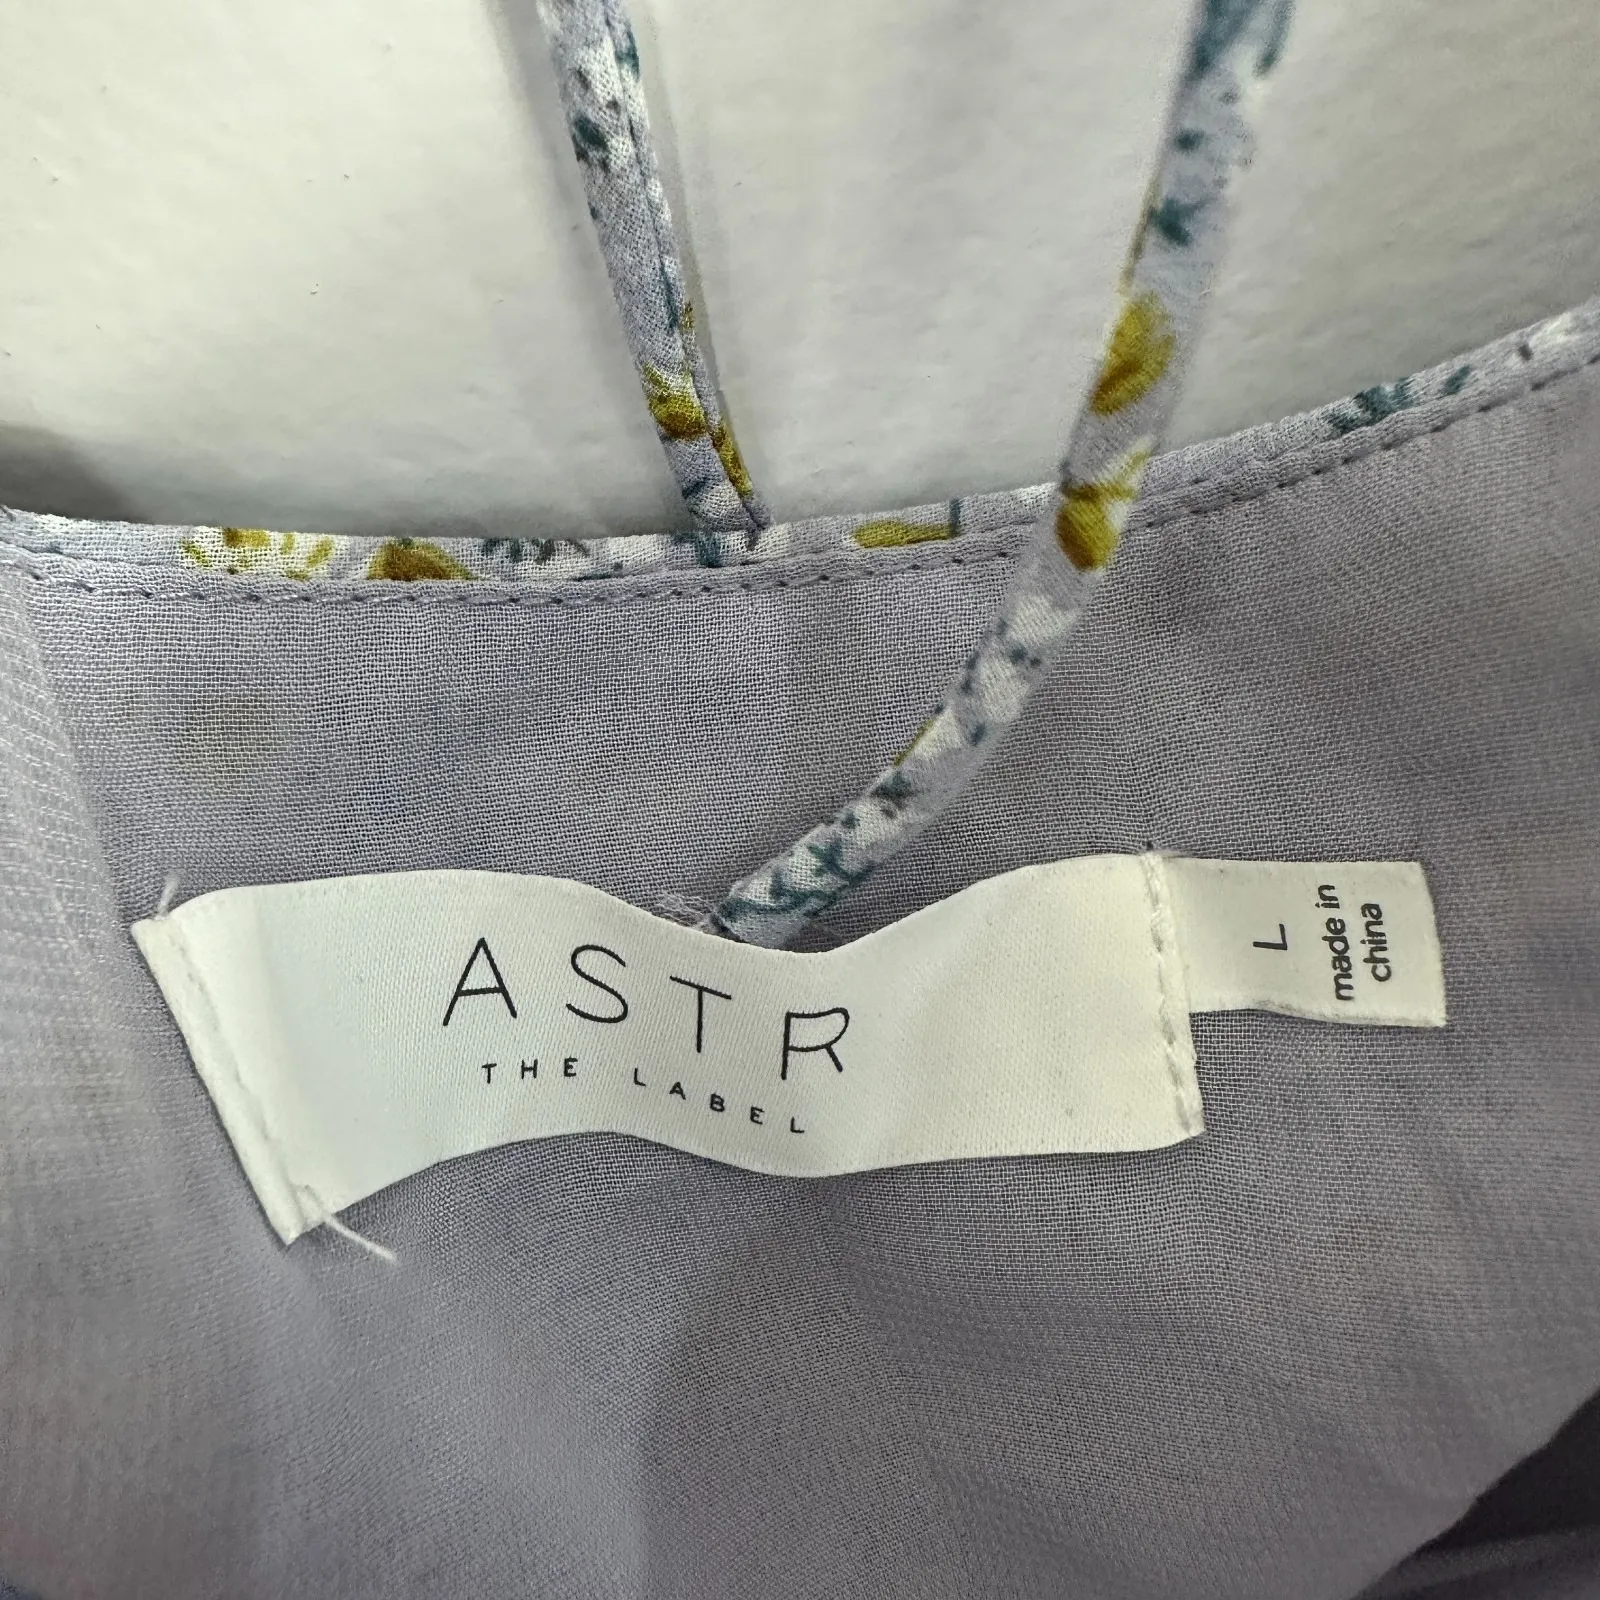 ASTR
THE LABEL
L
made in
china